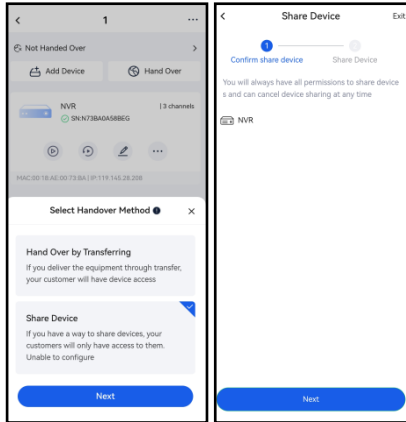 1
Not Handed Over
Add Device
Hand Over
NVR
3 channels
SN:N73BA0A58BEG
MAC:00:18:AE:00:73:BA | IP:119.145.28.208
Select Handover Method
Hand Over by Transferring
If you deliver the equipment through transfer,
your customer will have device access
Share Device
If you have a way to share devices, your
customers will only have access to them.
Unable to configure
Next
Share Device
Exit
1
2
Confirm share device
Share Device
You will always have all permissions to share device
s and can cancel device sharing at any time
NVR
Next